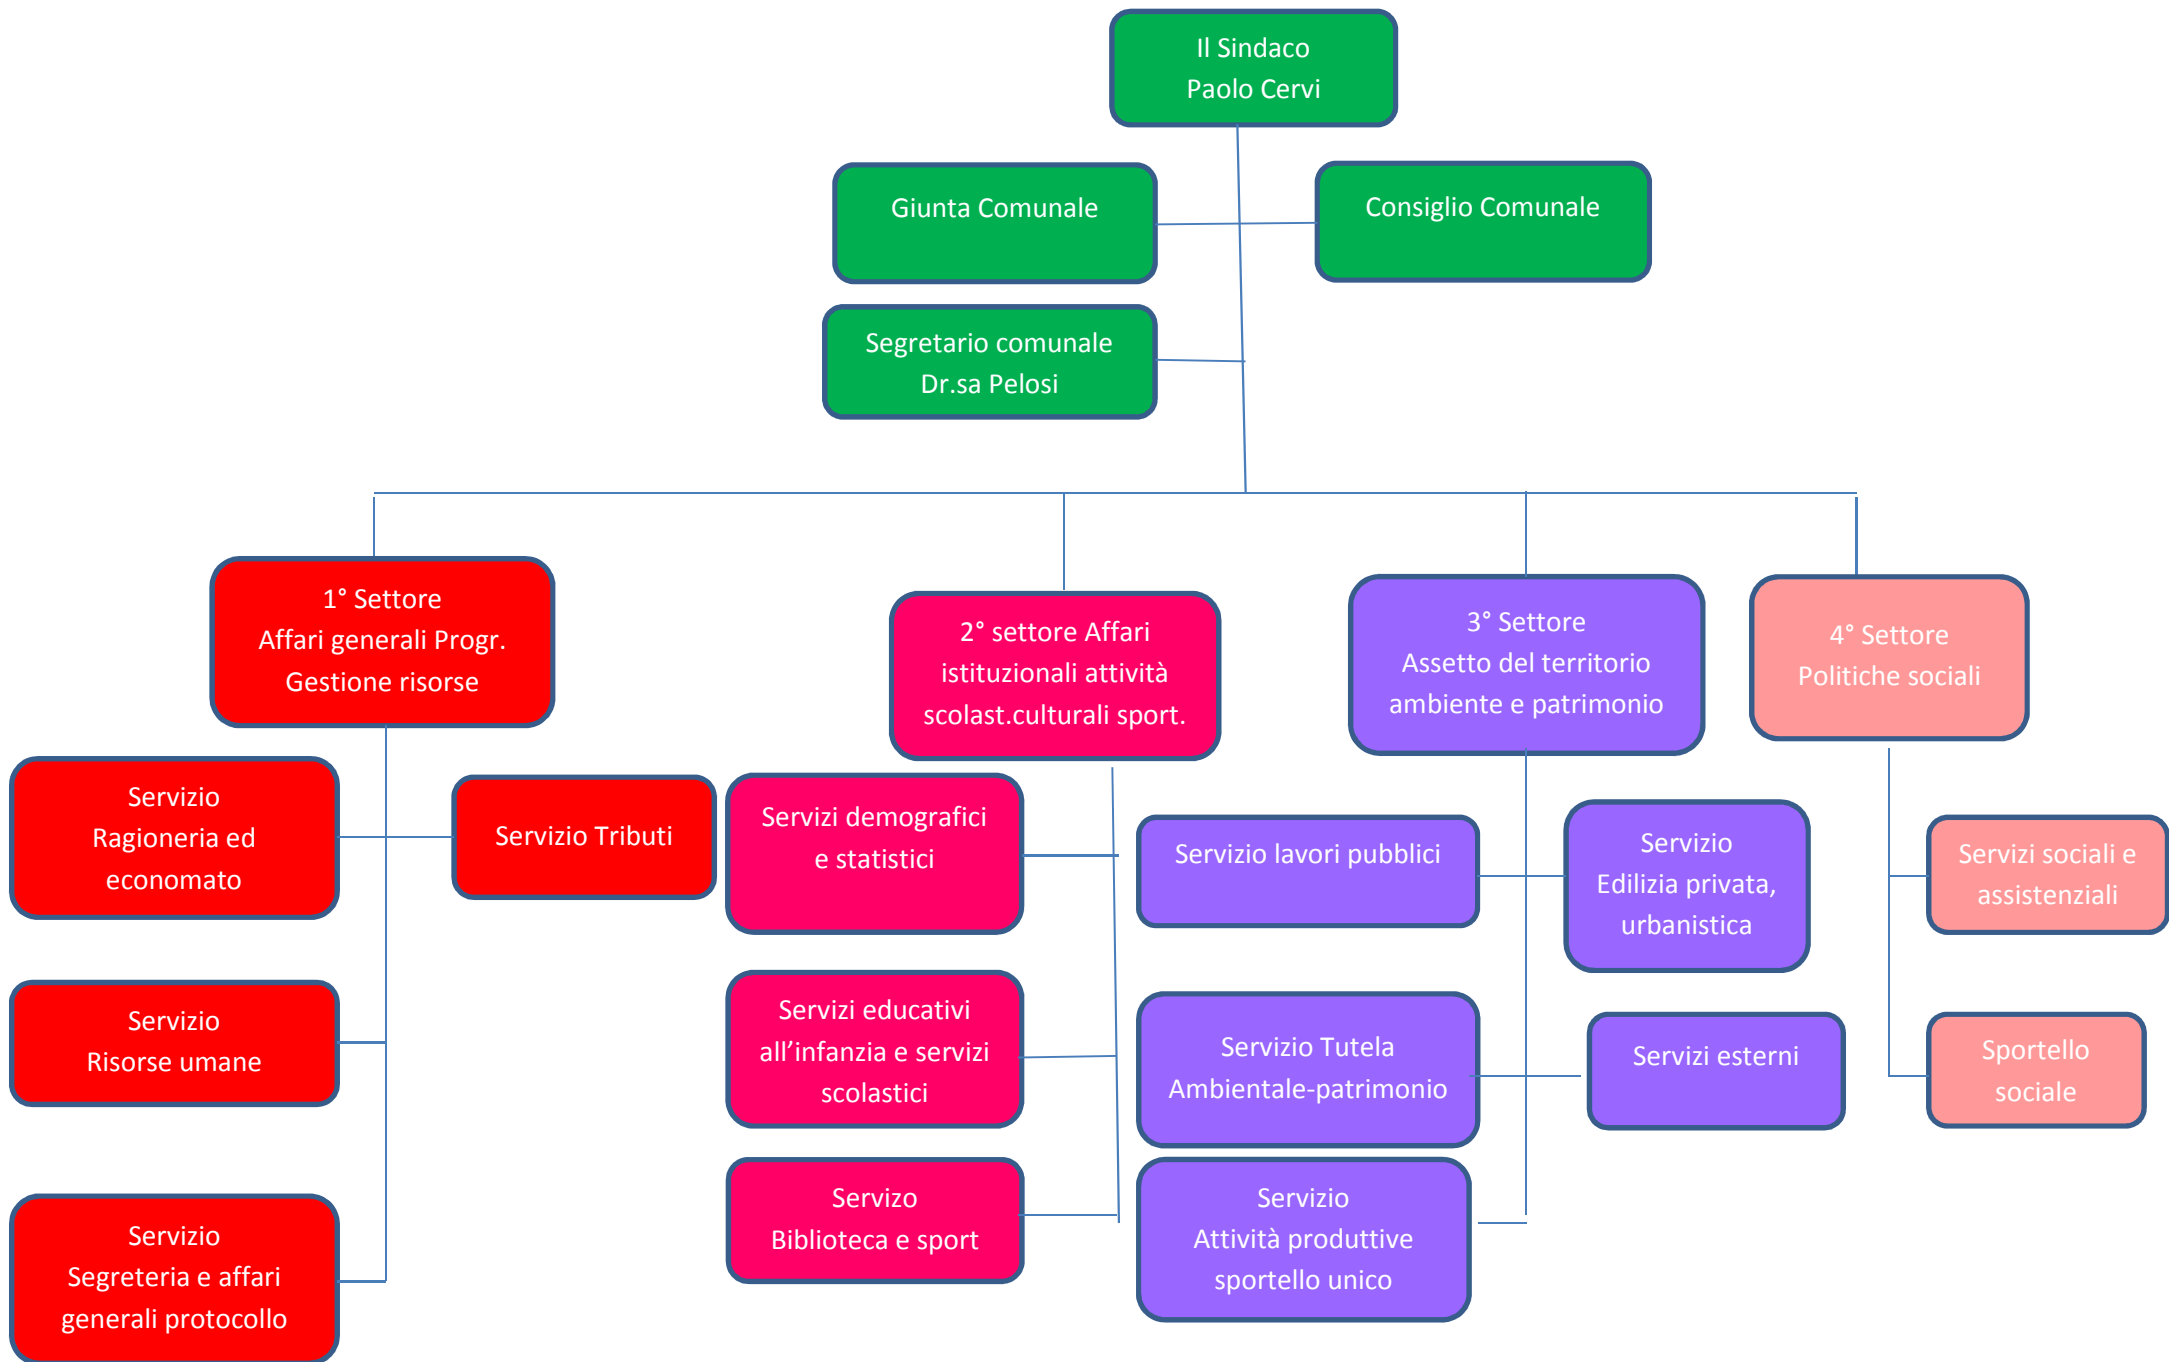 Il Sindaco
Paolo Cervi
Giunta Comunale
Consiglio Comunale
Segretario comunale
Dr.sa Pelosi
1° Settore
Affari generali Progr.
Gestione risorse
2° settore Affari
istituzionali attività
scolast.culturali sport.
3° Settore
Assetto del territorio
ambiente e patrimonio
4° Settore
Politiche sociali
Servizio
Ragioneria ed
economato
Servizio Tributi
Servizi demografici
e statistici
Servizio lavori pubblici
Servizio
Edilizia privata,
urbanistica
Servizi sociali e
assistenziali
Servizio
Risorse umane
Servizi educativi
all’infanzia e servizi
scolastici
Servizio Tutela
Ambientale-patrimonio
Servizi esterni
Sportello
sociale
Servizio
Segreteria e affari
generali protocollo
Servizo
Biblioteca e sport
Servizio
Attività produttive
sportello unico